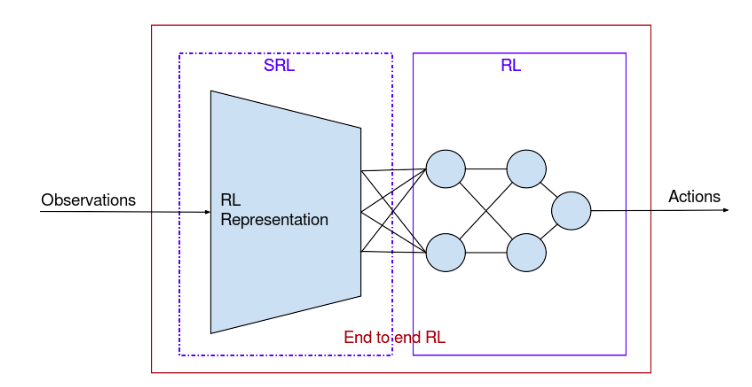 SRL
RL
Observations
RL
Representation
Actions
End to end RL